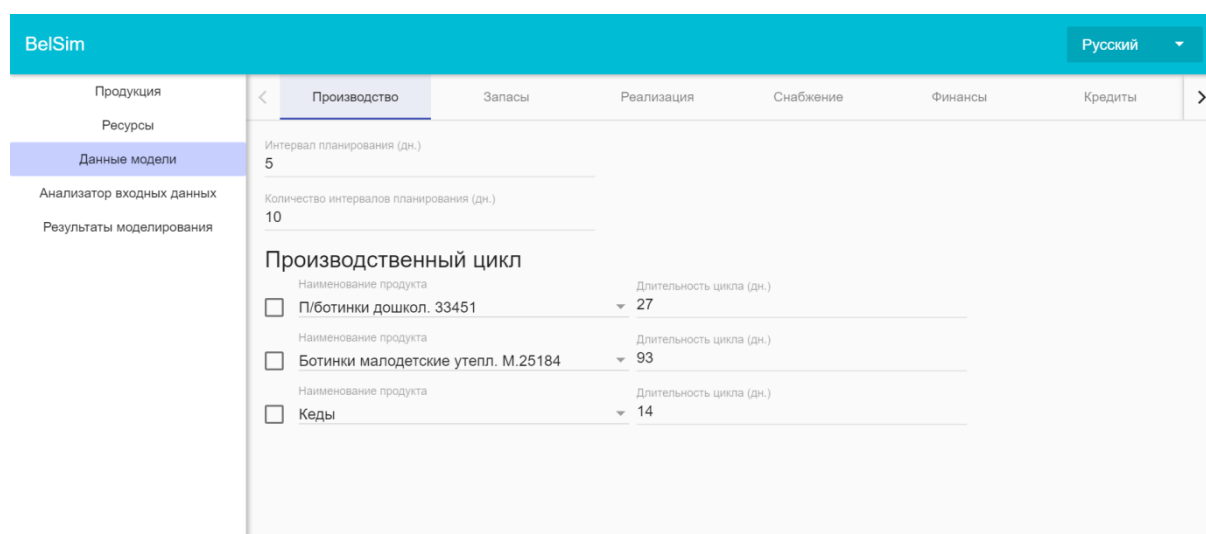 BelSim
Русский
Продукция
Ресурсы
Данные модели
Анализатор входных данных
Результаты моделирования
Производство Запасы Реализация Снабжение Финансы Кредиты
Интервал планирования (дн.)
5
Количество интервалов планирования (дн.)
10
Производственный цикл
Наименование продукта Длительность цикла (дн.)
П/ботинки дошкол. 33451 27
Наименование продукта Длительность цикла (дн.)
Ботинки малодетские утепл. М.25184 93
Наименование продукта Длительность цикла (дн.)
Кеды 14